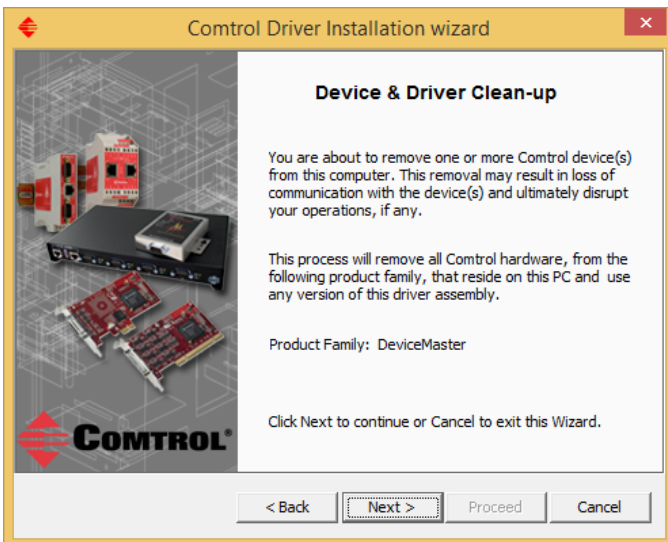 Comtrol Driver Installation wizard
Device & Driver Clean-up
You are about to remove one or more Comtrol device(s)
from this computer. This removal may result in loss of
communication with the device(s) and ultimately disrupt
your operations, if any.
This process will remove all Comtrol hardware, from the
following product family, that reside on this PC and use
any version of this driver assembly.
Product Family: DeviceMaster
Click Next to continue or Cancel to exit this Wizard.
COMTROL®
< Back Next > Proceed Cancel